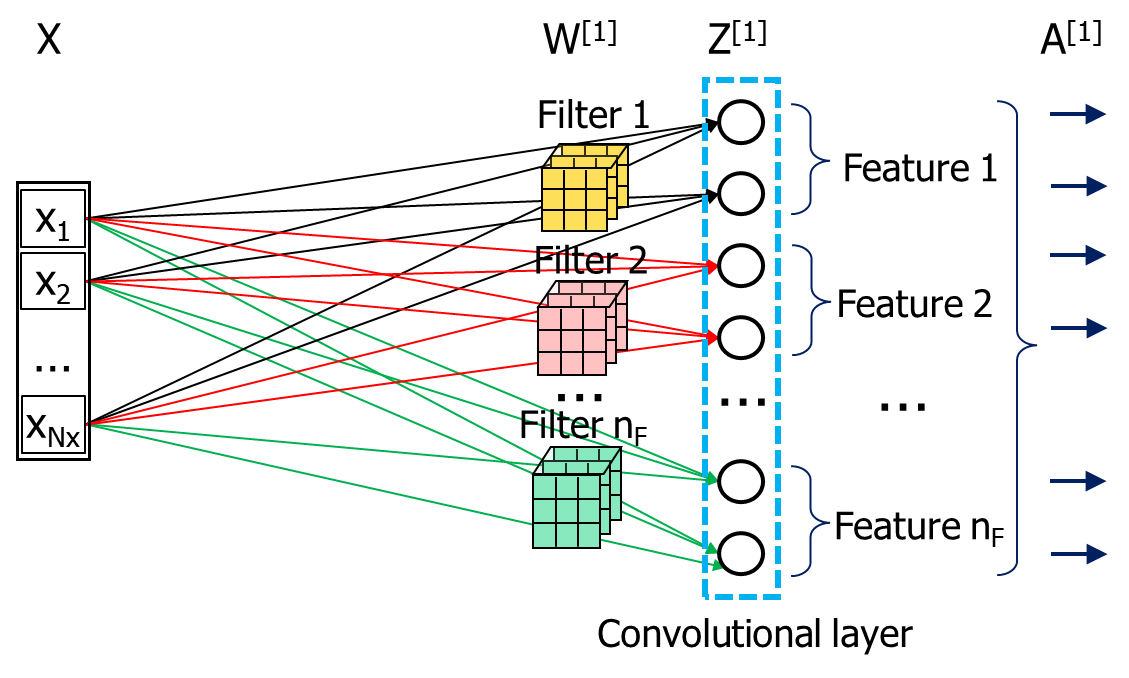 X
W[1]
Z[1]
A[1]
Filter 1
Feature 1
x1
Filter 2
x2
Feature 2
...
...
...
...
xNx
Filter nF
Feature nF
Convolutional layer